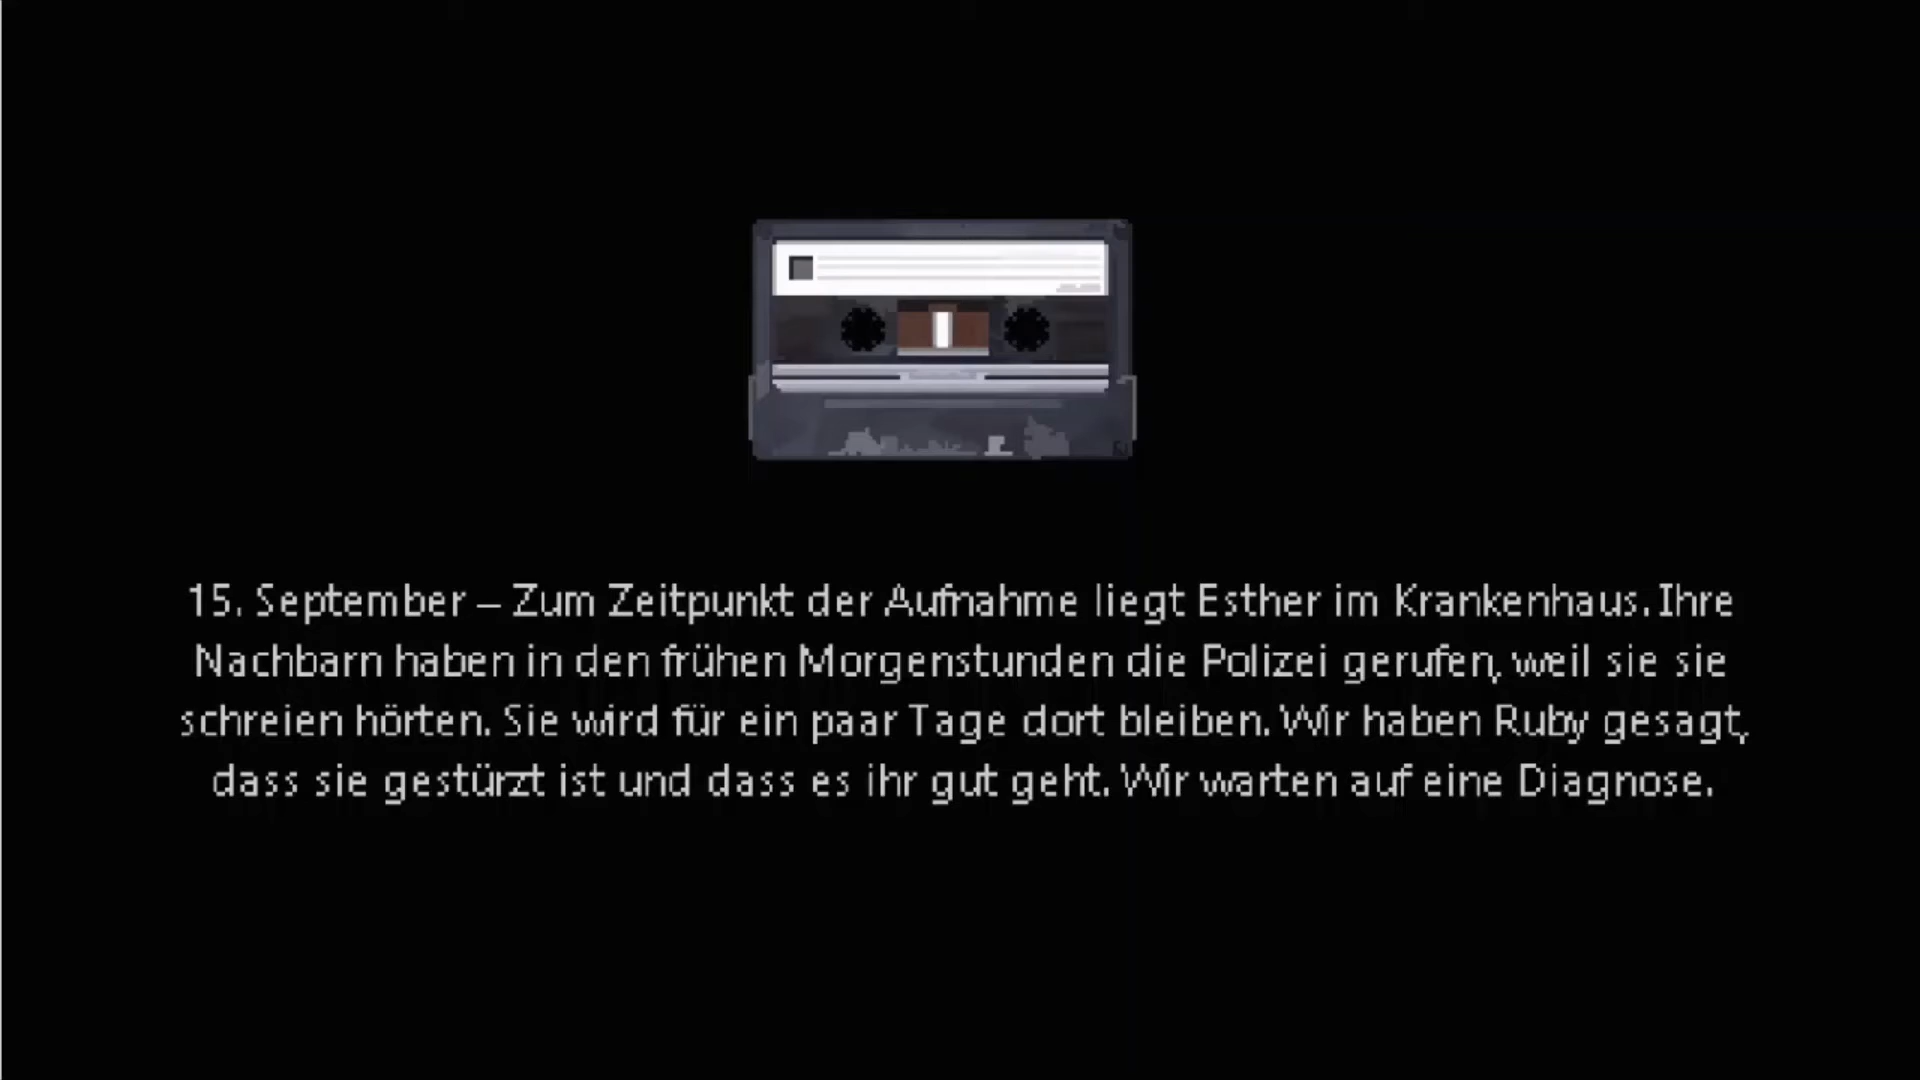 15. September – Zum Zeitpunkt der Aufnahme liegt Esther im Krankenhaus. Ihre
Nachbarn haben in den frühen Morgenstunden die Polizei gerufen, weil sie sie
schreien hörten. Sie wird für ein paar Tage dort bleiben. Wir haben Ruby gesagt,
dass sie gestürzt ist und dass es ihr gut geht. Wir warten auf eine Diagnose.